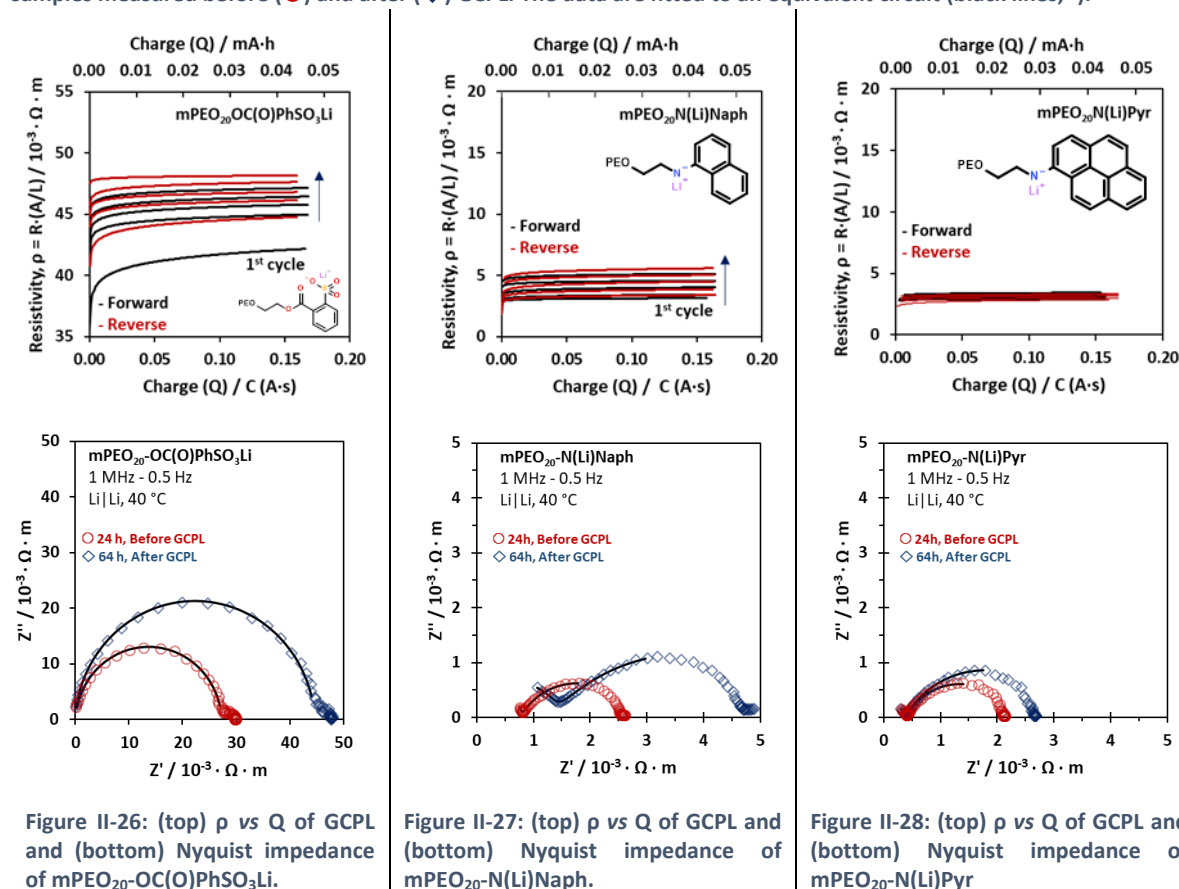 samples measured before (○) and after (◇) GCPL. The data are fitted to an equivalent circuit (black lines,
Charge (Q) / mA·h
0.00 0.01 0.02 0.03 0.04 0.05
55
50
45
40
35
Resistivity, ρ = R·(A/L) / 10⁻³ · Ω · m
mPEO₂₀OC(O)PhSO₃Li
1ˢᵗ cycle
- Forward
- Reverse
PEO
O
O
Li⁺
⁻O
S
O
O
0.00 0.05 0.10 0.15 0.20
Charge (Q) / C (A·s)
Charge (Q) / mA·h
0.00 0.01 0.02 0.03 0.04 0.05
20
15
10
5
0
Resistivity, ρ = R·(A/L) / 10⁻³ · Ω · m
mPEO₂₀N(Li)Naph
PEO
N⁻
LI⁺
- Forward
- Reverse
1ˢᵗ cycle
0.00 0.05 0.10 0.15 0.20
Charge (Q) / C (A·s)
Charge (Q) / mA·h
0.00 0.01 0.02 0.03 0.04 0.05
20
15
10
5
0
Resistivity, ρ = R·(A/L) / 10⁻³ · Ω · m
mPEO₂₀N(Li)Pyr
PEO
N⁻
Li⁺
- Forward
- Reverse
0.00 0.05 0.10 0.15 0.20
Charge (Q) / C (A·s)
50
40
30
20
10
0
Z'' / 10⁻³ · Ω · m
mPEO₂₀-OC(O)PhSO₃Li
1 MHz - 0.5 Hz
Li|Li, 40 °C
24 h, Before GCPL
64 h, After GCPL
0 10 20 30 40 50
Z' / 10⁻³ · Ω · m
5
4
3
2
1
0
Z'' / 10⁻³ · Ω · m
mPEO₂₀-N(Li)Naph
1 MHz - 0.5 Hz
Li|Li, 40 °C
24h, Before GCPL
64h, After GCPL
0 1 2 3 4 5
Z' / 10⁻³ · Ω · m
5
4
3
2
1
0
Z'' / 10⁻³ · Ω · m
mPEO₂₀-N(Li)Pyr
1 MHz - 0.5 Hz
Li|Li, 40 °C
24h, Before GCPL
64h, After GCPL
0 1 2 3 4 5
Z' / 10⁻³ · Ω · m
Figure II-26: (top) ρ vs Q of GCPL
and (bottom) Nyquist impedance
of mPEO₂₀-OC(O)PhSO₃Li.
Figure II-27: (top) ρ vs Q of GCPL and
(bottom) Nyquist impedance of
mPEO₂₀-N(Li)Naph.
Figure II-28: (top) ρ vs Q of GCPL and
(bottom) Nyquist impedance of
mPEO₂₀-N(Li)Pyr